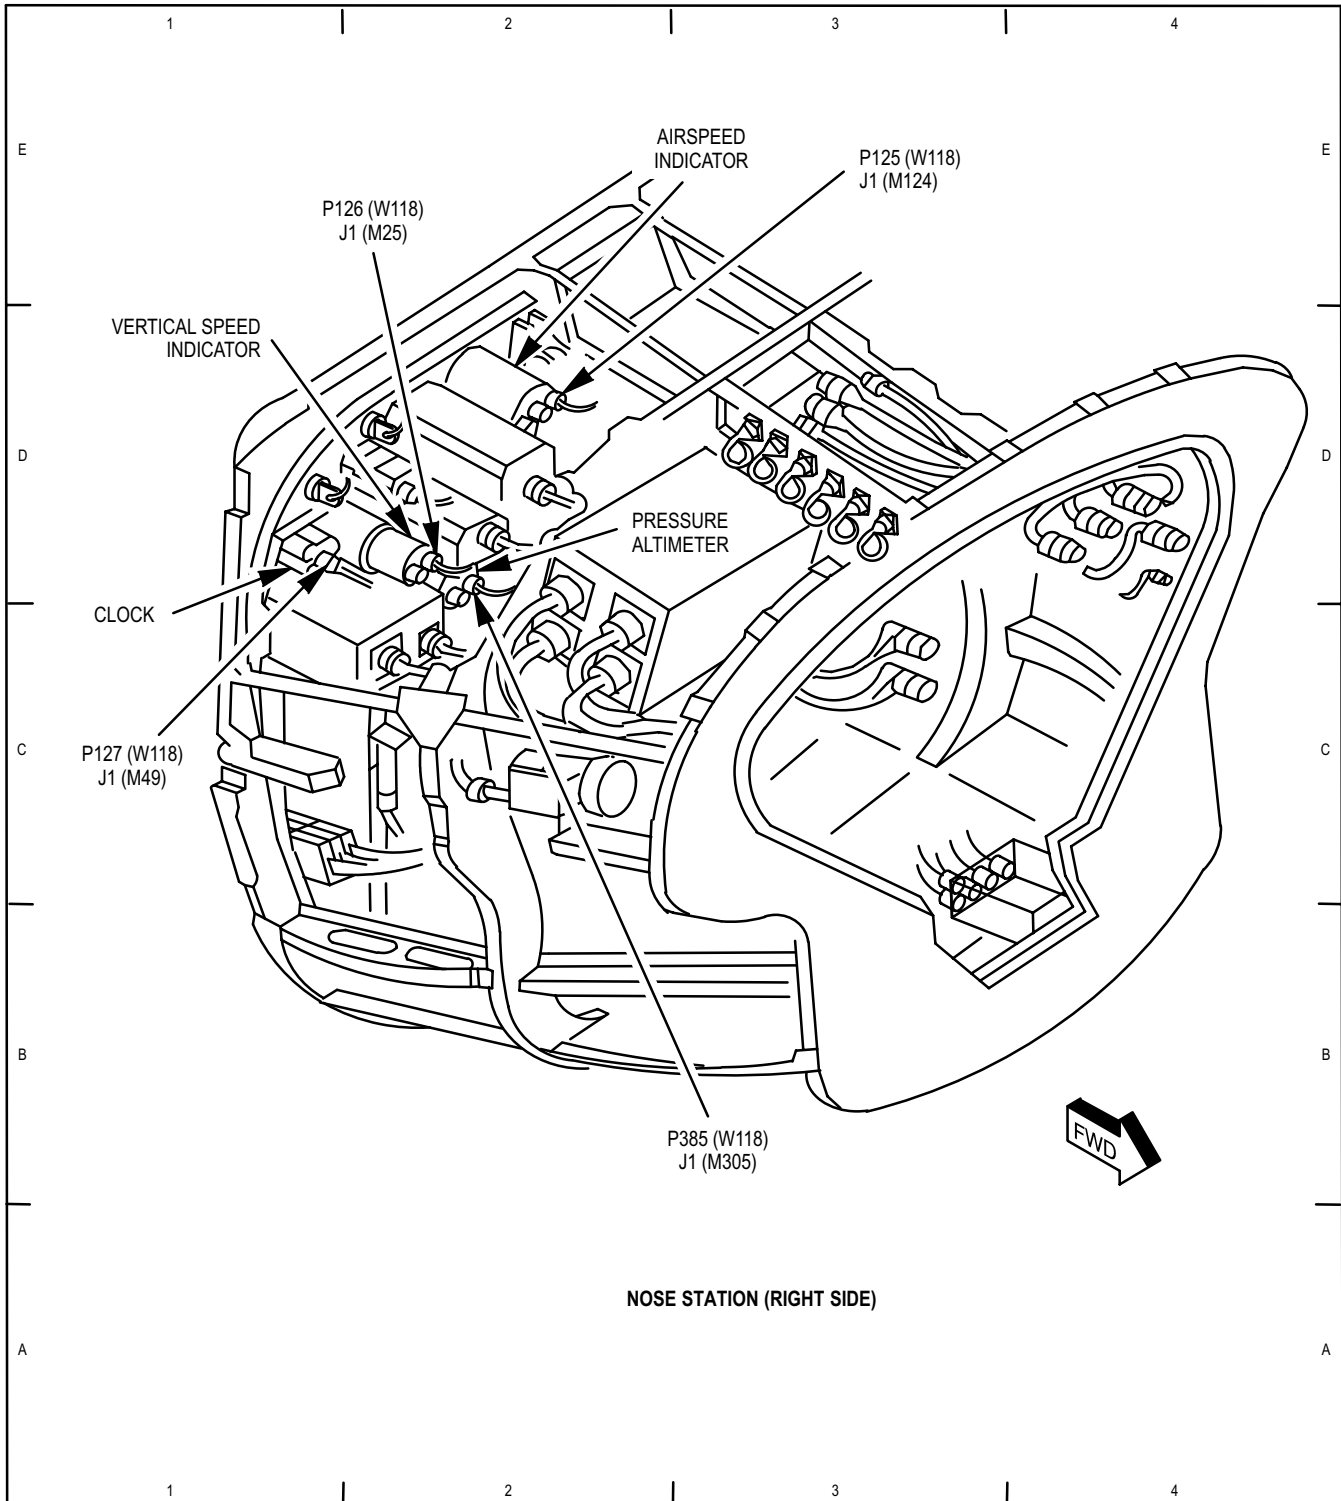 1 2 3 4
E E
AIRSPEED
INDICATOR
P125 (W118)
J1 (M124)
P126 (W118)
J1 (M25)
VERTICAL SPEED
INDICATOR
D D
PRESSURE
ALTIMETER
CLOCK
P127 (W118)
J1 (M49)
C C
B B
P385 (W118)
J1 (M305)
FWD
NOSE STATION (RIGHT SIDE)
A A
1 2 3 4